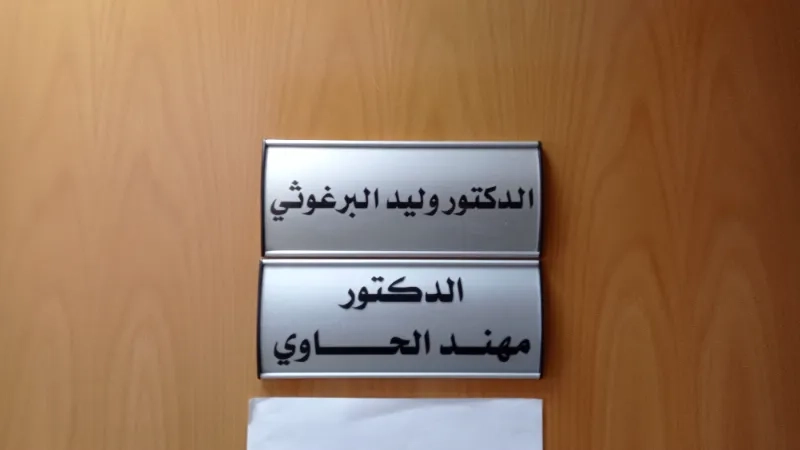 الدكتور وليد البرغوثي
الدكتور
مهند الحاوي